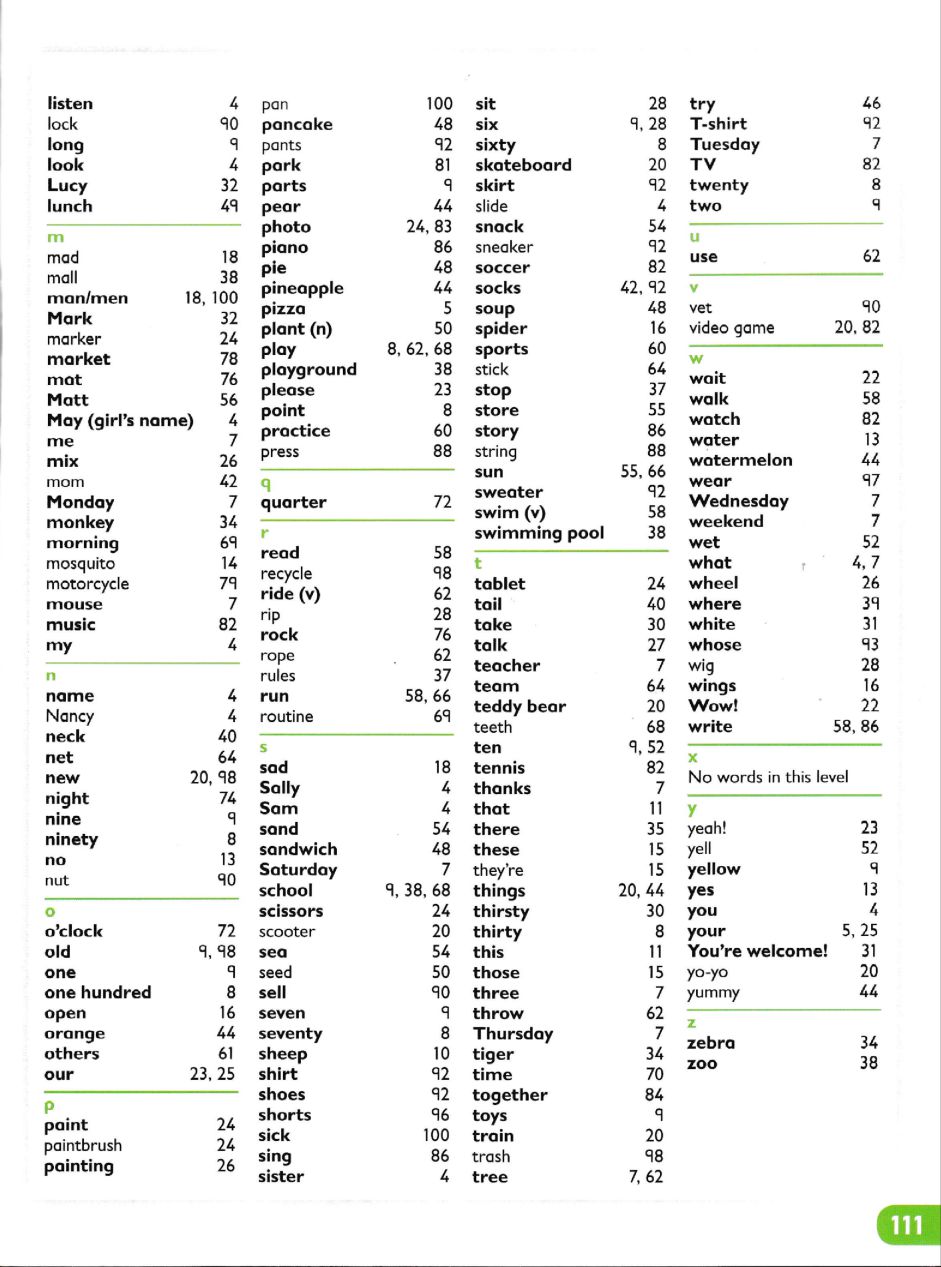 listen 4
lock 90
long 9
look 4
Lucy 32
lunch 49
m
mad 18
mall 38
man/men 18, 100
Mark 32
marker 24
market 78
mat 76
Matt 56
May (girl's name) 4
me 7
mix 26
mom 42
Monday 7
monkey 34
morning 69
mosquito 14
motorcycle 79
mouse 7
music 82
my 4
n
name 4
Nancy 4
neck 40
net 64
new 20, 98
night 74
nine 9
ninety 8
no 13
nut 90
o
o'clock 72
old 9, 98
one 9
one hundred 8
open 16
orange 44
others 61
our 23, 25
p
paint 24
paintbrush 24
painting 26
pan 100
pancake 48
pants 92
park 81
parts 9
pear 44
photo 24, 83
piano 86
pie 48
pineapple 44
pizza 5
plant (n) 50
play 8, 62, 68
playground 38
please 23
point 8
practice 60
press 88
q
quarter 72
r
read 58
recycle 98
ride (v) 62
rip 28
rock 76
rope 62
rules 37
run 58, 66
routine 69
s
sad 18
Sally 4
Sam 4
sand 54
sandwich 48
Saturday 7
school 9, 38, 68
scissors 24
scooter 20
sea 54
seed 50
sell 90
seven 9
seventy 8
sheep 10
shirt 92
shoes 92
shorts 96
sick 100
sing 86
sister 4
sit 28
six 9, 28
sixty 8
skateboard 20
skirt 92
slide 4
snack 54
sneaker 92
soccer 82
socks 42, 92
soup 48
spider 16
sports 60
stick 64
stop 37
store 55
story 86
string 88
sun 55, 66
sweater 92
swim (v) 58
swimming pool 38
t
tablet 24
tail 40
take 30
talk 27
teacher 7
team 64
teddy bear 20
teeth 68
ten 9, 52
tennis 82
thanks 7
that 11
there 35
these 15
they're 15
things 20, 44
thirsty 30
thirty 8
this 11
those 15
three 7
throw 62
Thursday 7
tiger 34
time 70
together 84
toys 9
train 20
trash 98
tree 7, 62
try 46
T-shirt 92
Tuesday 7
TV 82
twenty 8
two 9
u
use 62
v
vet 90
video game 20, 82
w
wait 22
walk 58
watch 82
water 13
watermelon 44
wear 97
Wednesday 7
weekend 7
wet 52
what 4, 7
wheel 26
where 39
white 31
whose 93
wig 28
wings 16
Wow! 22
write 58, 86
x
No words in this level
y
yeah! 23
yell 52
yellow 9
yes 13
you 4
your 5, 25
You're welcome! 31
yo-yo 20
yummy 44
z
zebra 34
zoo 38
111